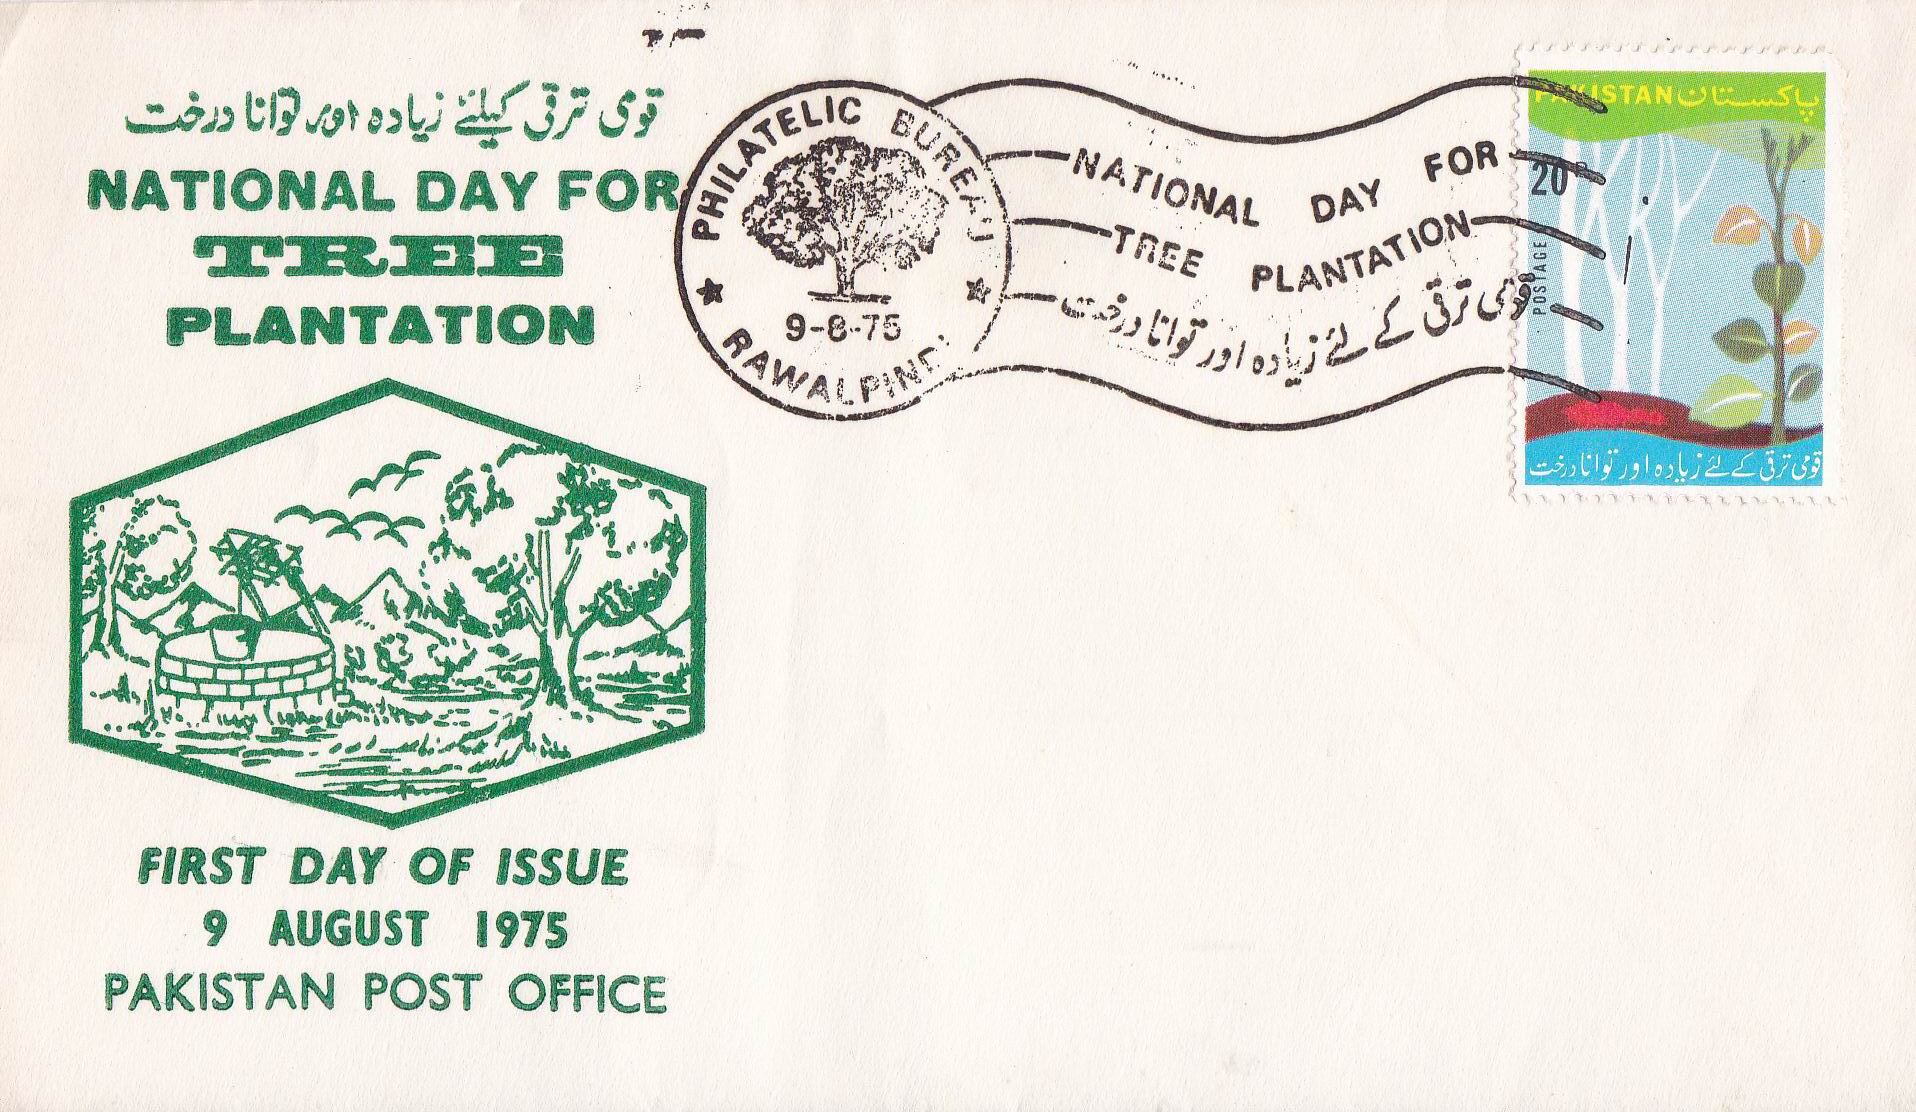 قومی ترقی کیلئے زیادہ اور توانا درخت
NATIONAL DAY FOR
TREE
PLANTATION
FIRST DAY OF ISSUE
9 AUGUST 1975
PAKISTAN POST OFFICE
PHILATELIC BUREAU
9-8-75
RAWALPINDI
NATIONAL DAY FOR
TREE PLANTATION
قومی ترقی کے لئے زیادہ اور توانا درخت
PAKISTAN پاکستان
20P
POSTAGE
قومی ترقی کے لئے زیادہ اور توانا درخت